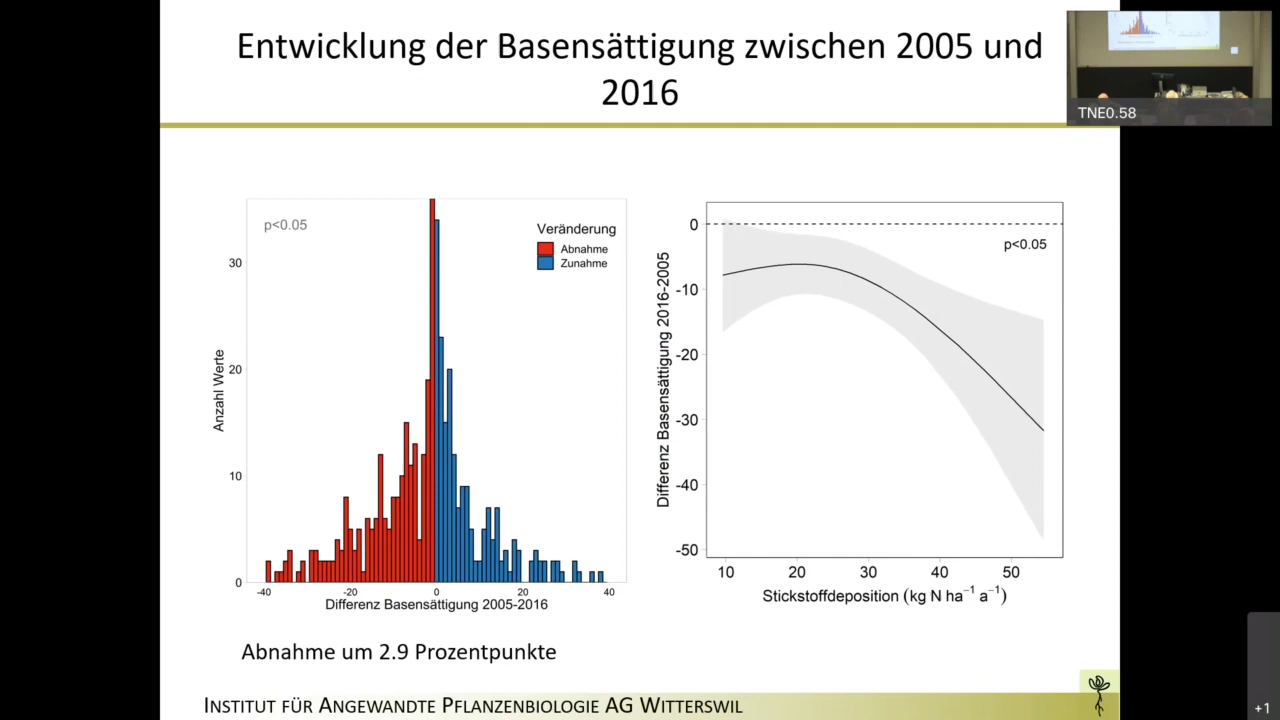 Entwicklung der Basensättigung zwischen 2005 und
2016
TNE0.58
p<0.05
Veränderung
Abnahme
Zunahme
30
20
10
0
Anzahl Werte
-40 -20 0 20 40
Differenz Basensättigung 2005-2016
0
-10
-20
-30
-40
-50
Differenz Basensättigung 2016-2005
p<0.05
10 20 30 40 50
Stickstoffdeposition (kg N ha⁻¹ a⁻¹)
Abnahme um 2.9 Prozentpunkte
INSTITUT FÜR ANGEWANDTE PFLANZENBIOLOGIE AG WITTERSWIL
+1